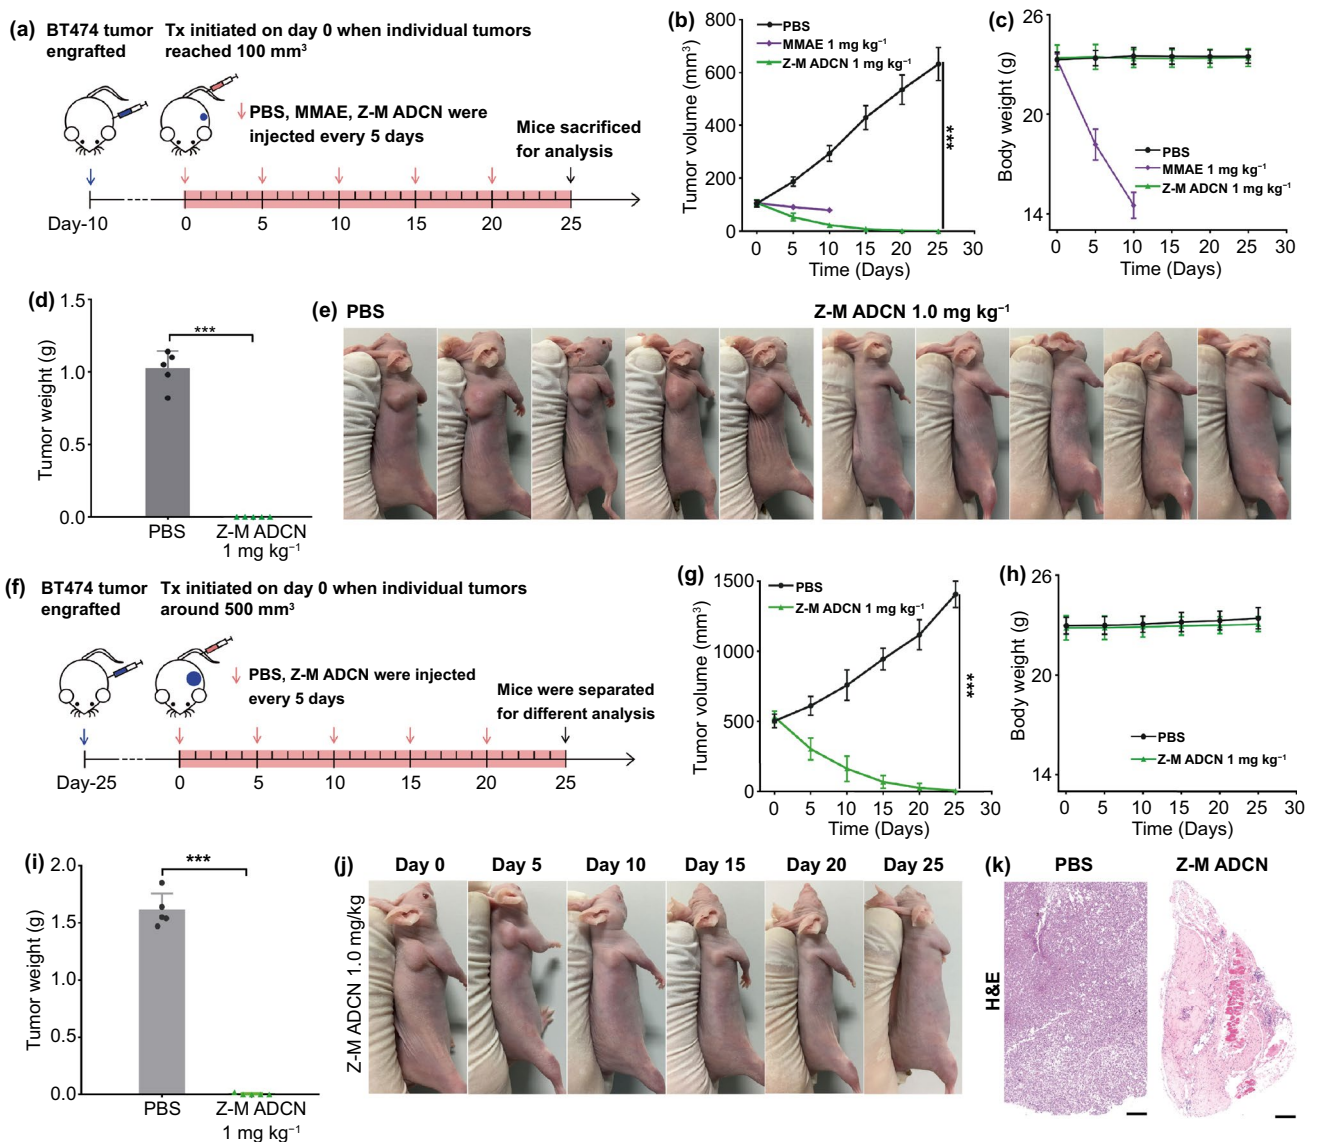 (a) BT474 tumor Tx initiated on day 0 when individual tumors
engrafted reached 100 mm³
PBS, MMAE, Z-M ADCN were
injected every 5 days
Mice sacrificed
for analysis
Day-10 0 5 10 15 20 25
(b)
800
600
400
200
0
Tumor volume (mm³)
PBS
MMAE 1 mg kg⁻¹
Z-M ADCN 1 mg kg⁻¹
***
0 5 10 15 20 25 30
Time (Days)
(c)
26
20
14
Body weight (g)
PBS
MMAE 1 mg kg⁻¹
Z-M ADCN 1 mg kg⁻¹
0 5 10 15 20 25 30
Time (Days)
(d)
1.5
1.0
0.5
0.0
Tumor weight (g)
***
PBS Z-M ADCN
1 mg kg⁻¹
(e) PBS Z-M ADCN 1.0 mg kg⁻¹
(f) BT474 tumor Tx initiated on day 0 when individual tumors
engrafted around 500 mm³
PBS, Z-M ADCN were injected
every 5 days
Mice were separated
for different analysis
Day-25 0 5 10 15 20 25
(g)
1500
1000
500
0
Tumor volume (mm³)
PBS
Z-M ADCN 1 mg kg⁻¹
***
0 5 10 15 20 25 30
Time (Days)
(h)
26
20
14
Body weight (g)
PBS
Z-M ADCN 1 mg kg⁻¹
0 5 10 15 20 25 30
Time (Days)
(i)
2.0
1.5
1.0
0.5
0.0
Tumor weight (g)
***
PBS Z-M ADCN
1 mg kg⁻¹
(j) Day 0 Day 5 Day 10 Day 15 Day 20 Day 25
Z-M ADCN 1.0 mg/kg
(k) PBS Z-M ADCN
H&E